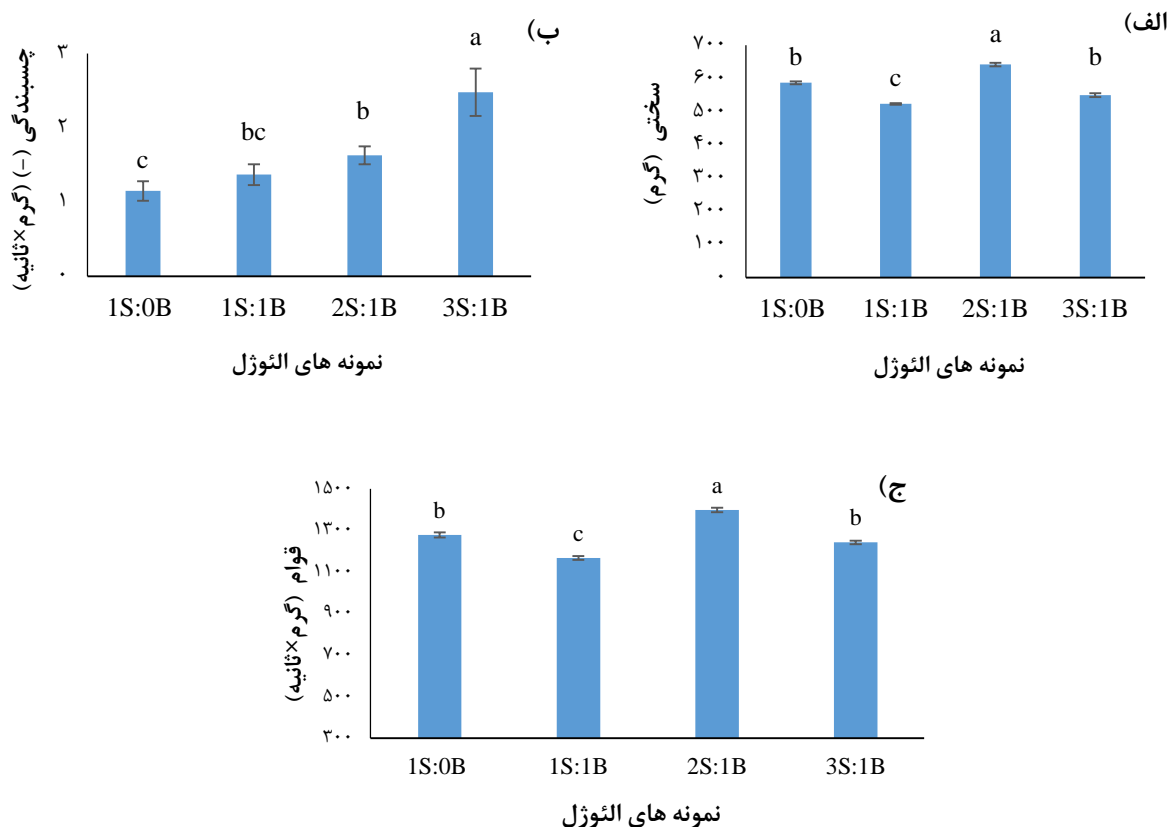 الف)
سختی (گرم)
۷۰۰
۶۰۰
۵۰۰
۴۰۰
۳۰۰
۲۰۰
۱۰۰
۰
b
c
a
b
1S:0B
1S:1B
2S:1B
3S:1B
نمونه های الئوژل
ب)
چسبندگی (-) (گرم×ثانیه)
۳
۲
۱
۰
c
bc
b
a
1S:0B
1S:1B
2S:1B
3S:1B
نمونه های الئوژل
ج)
قوام (گرم×ثانیه)
۱۵۰۰
۱۳۰۰
۱۱۰۰
۹۰۰
۷۰۰
۵۰۰
۳۰۰
b
c
a
b
1S:0B
1S:1B
2S:1B
3S:1B
نمونه های الئوژل